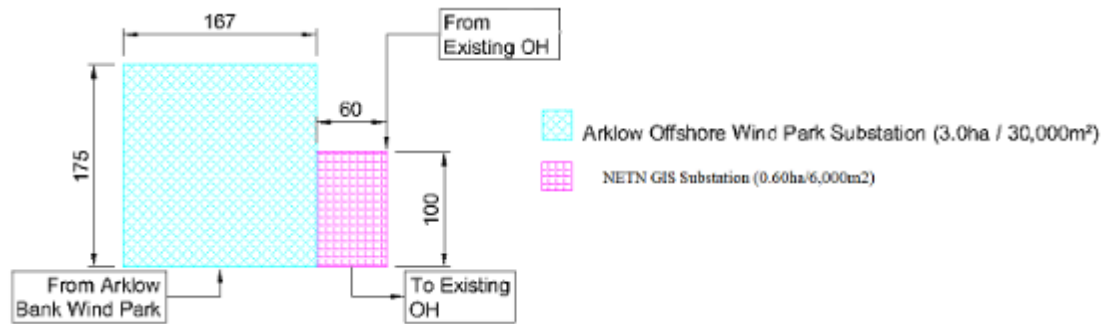 167
From
Existing OH
60
175
100
Arklow Offshore Wind Park Substation (3.0ha / 30,000m²)
NETN GIS Substation (0.60ha/6,000m2)
From Arklow
Bank Wind Park
To Existing
OH